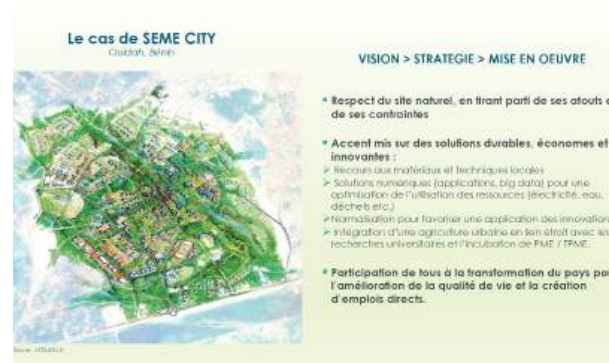 Le cas de SEME CITY
Ouidah, Bénin
VISION > STRATEGIE > MISE EN OEUVRE
Respect du site naturel, en tirant parti de ses atouts e
de ses contraintes
Accent mis sur des solutions durables, économes et
innovantes :
Recours aux matériaux et techniques locales
Solutions numériques (applications, big data) pour une
optimisation de l'utilisation des ressources (électricité, eau,
déchets etc.)
Normalisation pour favoriser une application des innovation
Intégration d'une agriculture urbaine en lien étroit avec les
recherches universitaires et l'incubation de PME / TPME.
Participation de tous à la transformation du pays po
l'amélioration de la qualité de vie et la création
d'emplois directs.